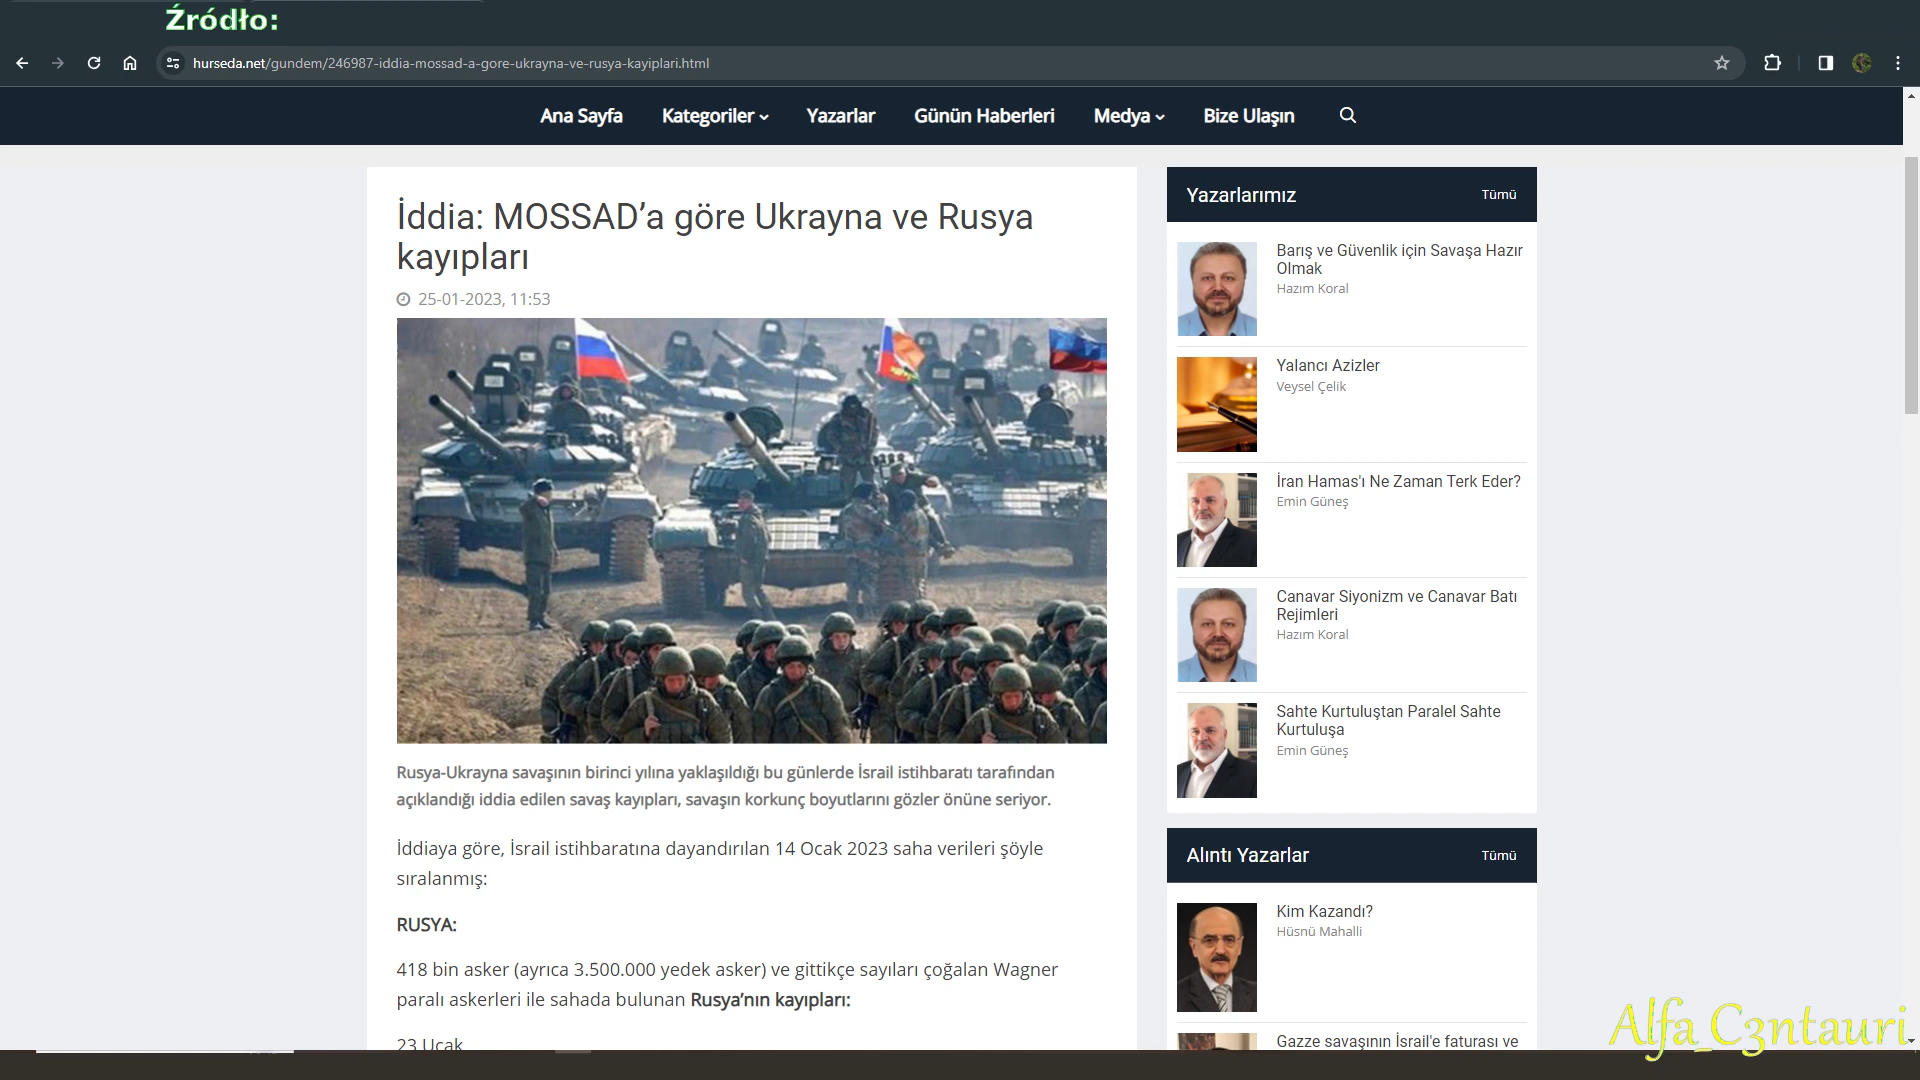 Źródło:
hurseda.net/gundem/246987-iddia-mossad-a-gore-ukrayna-ve-rusya-kayiplari.html
Ana Sayfa Kategoriler Yazarlar Günün Haberleri Medya Bize Ulaşın
İddia: MOSSAD’a göre Ukrayna ve Rusya
kayıpları
25-01-2023, 11:53
Rusya-Ukrayna savaşının birinci yılına yaklaşıldığı bu günlerde İsrail istihbaratı tarafından
açıklandığı iddia edilen savaş kayıpları, savaşın korkunç boyutlarını gözler önüne seriyor.
İddiaya göre, İsrail istihbaratına dayandırılan 14 Ocak 2023 saha verileri şöyle
sıralanmış:
RUSYA:
418 bin asker (ayrıca 3.500.000 yedek asker) ve gittikçe sayıları çoğalan Wagner
paralı askerleri ile sahada bulunan Rusya’nın kayıpları:
23 Uçak
Yazarlarımız Tümü
Barış ve Güvenlik için Savaşa Hazır
Olmak
Hazım Koral
Yalancı Azizler
Veysel Çelik
İran Hamas'ı Ne Zaman Terk Eder?
Emin Güneş
Canavar Siyonizm ve Canavar Batı
Rejimleri
Hazım Koral
Sahte Kurtuluştan Paralel Sahte
Kurtuluşa
Emin Güneş
Alıntı Yazarlar Tümü
Kim Kazandı?
Hüsnü Mahalli
Gazze savaşının İsrail'e faturası ve
Alfa_C3ntauri